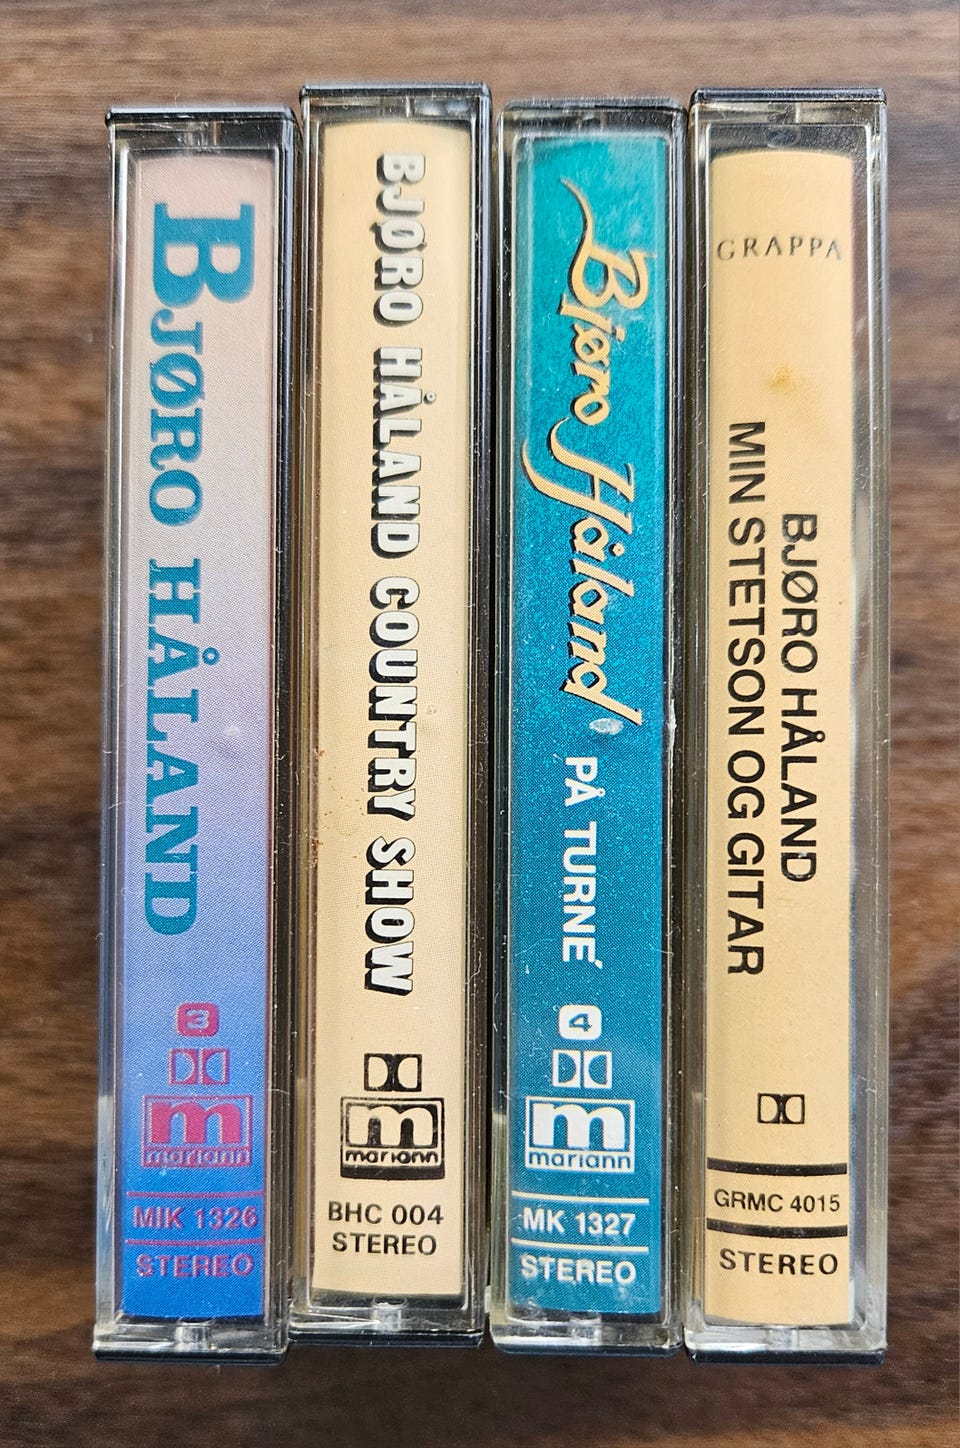 BJØRO HÅLAND
3
m
mariann
MIK 1326
STEREO
BJØRO HÅLAND COUNTRY SHOW
m
mariann
BHC 004
STEREO
Bjøro Håland
PÅ TURNÉ
4
m
mariann
MK 1327
STEREO
GRAPPA
BJØRO HÅLAND
MIN STETSON OG GITAR
GRMC 4015
STEREO